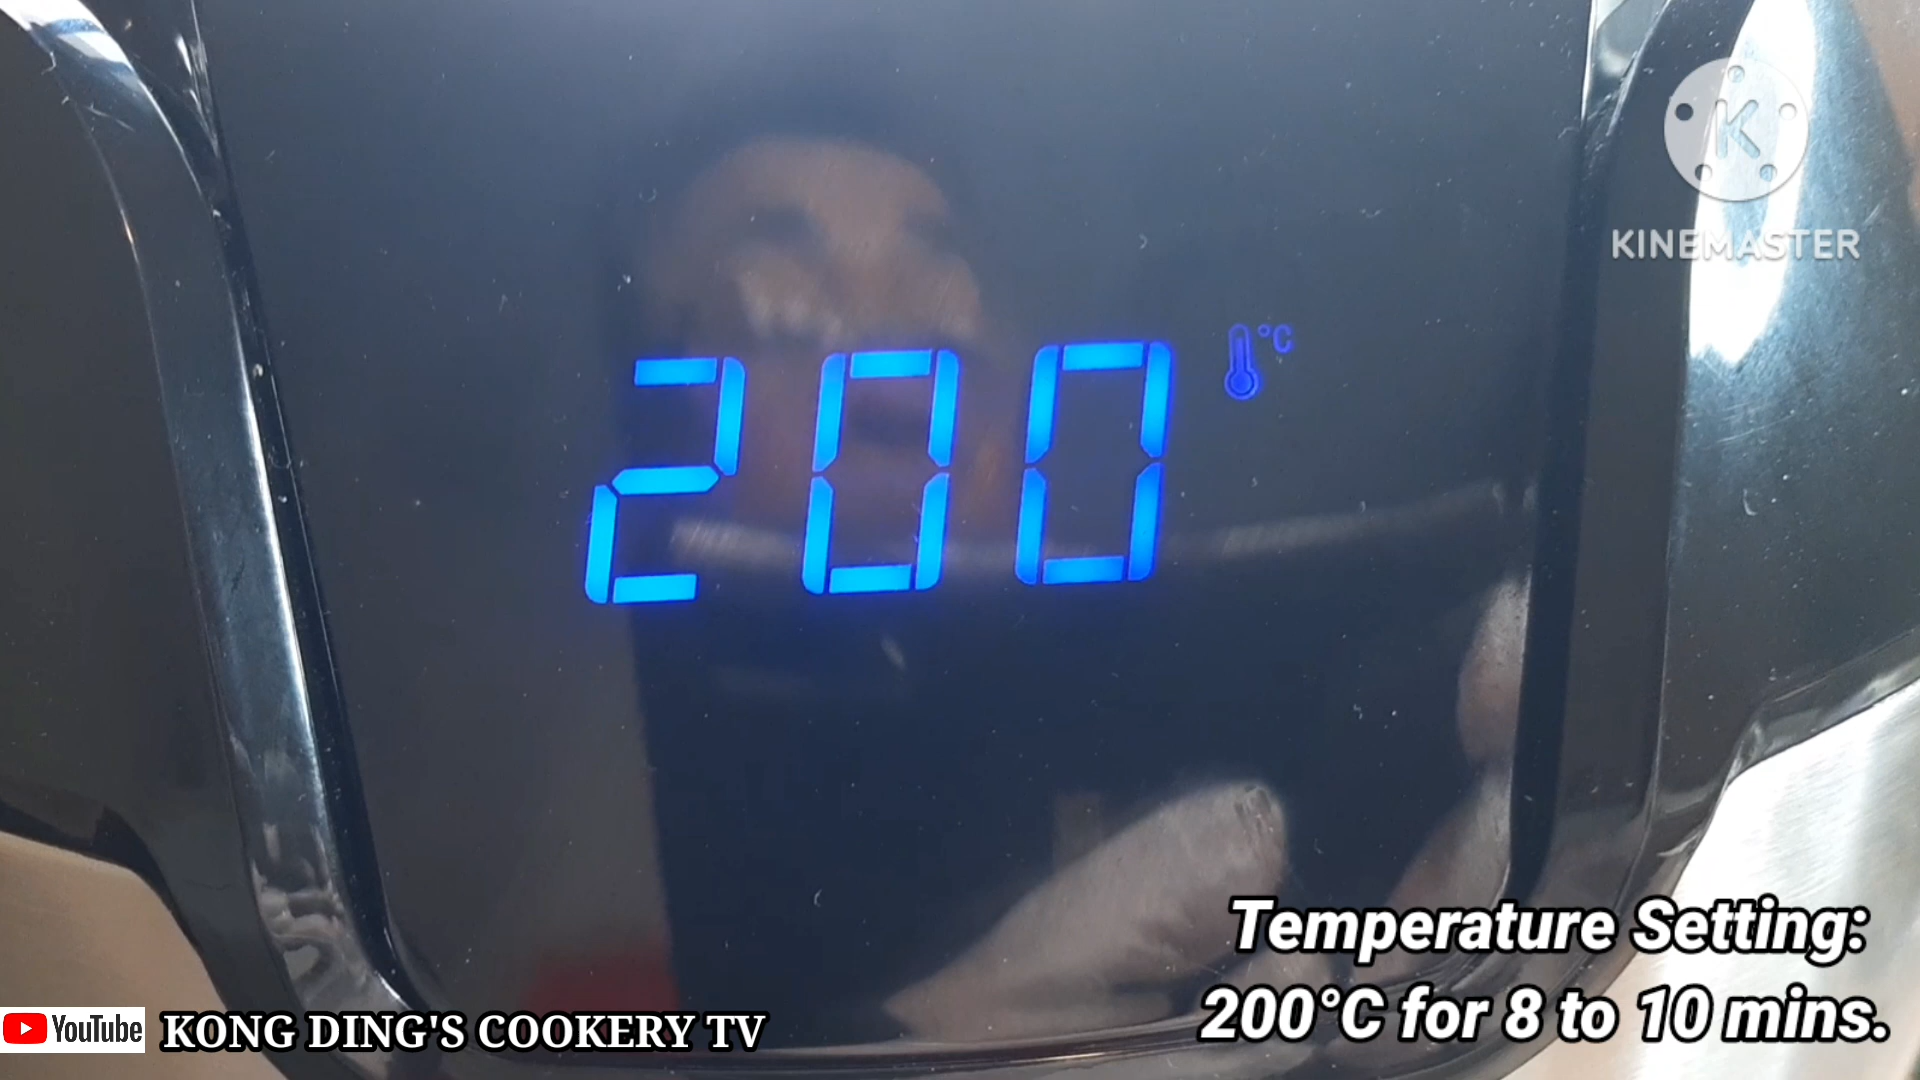 K
KINEMASTER
200 °C
Temperature Setting:
200°C for 8 to 10 mins.
YouTube KONG DING'S COOKERY TV